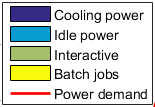 Cooling power
Idle power
Interactive
Batch jobs
Power demand